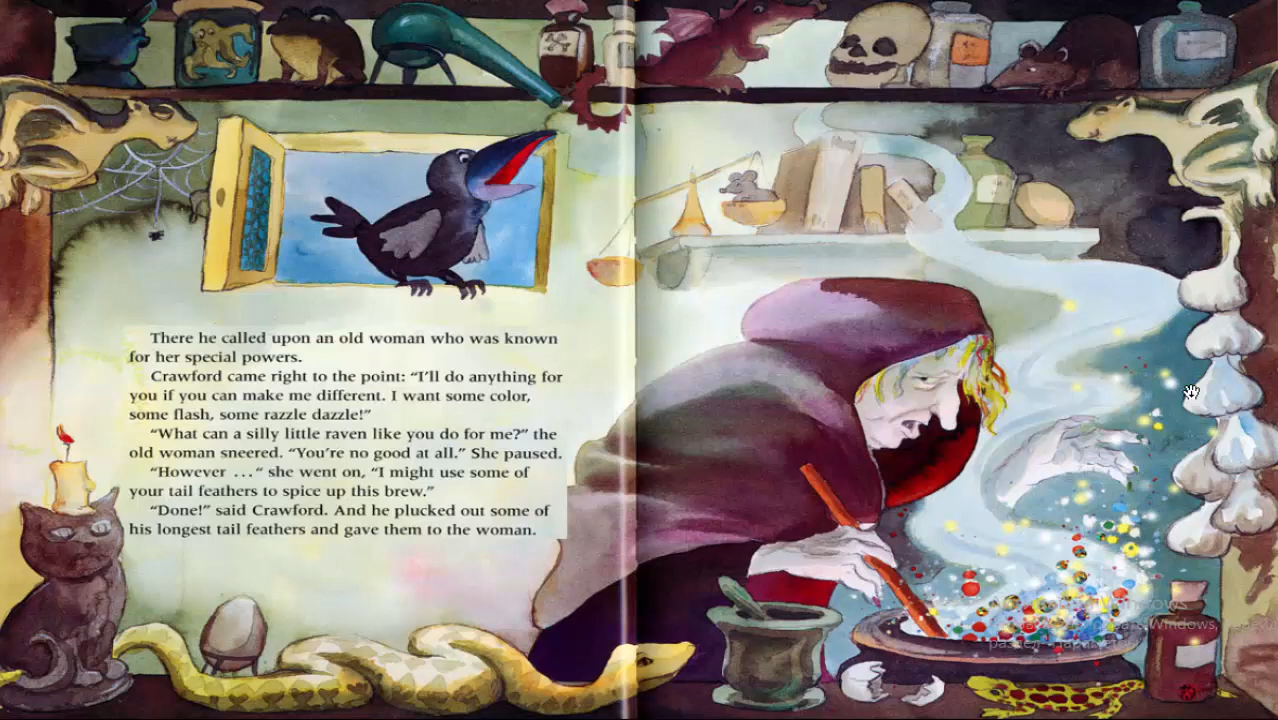 There he called upon an old woman who was known
for her special powers.
Crawford came right to the point: “I’ll do anything for
you if you can make me different. I want some color,
some flash, some razzle dazzle!”
“What can a silly little raven like you do for me?” the
old woman sneered. “You’re no good at all.” She paused.
“However ...“ she went on, “I might use some of
your tail feathers to spice up this brew.”
“Done!” said Crawford. And he plucked out some of
his longest tail feathers and gave them to the woman.